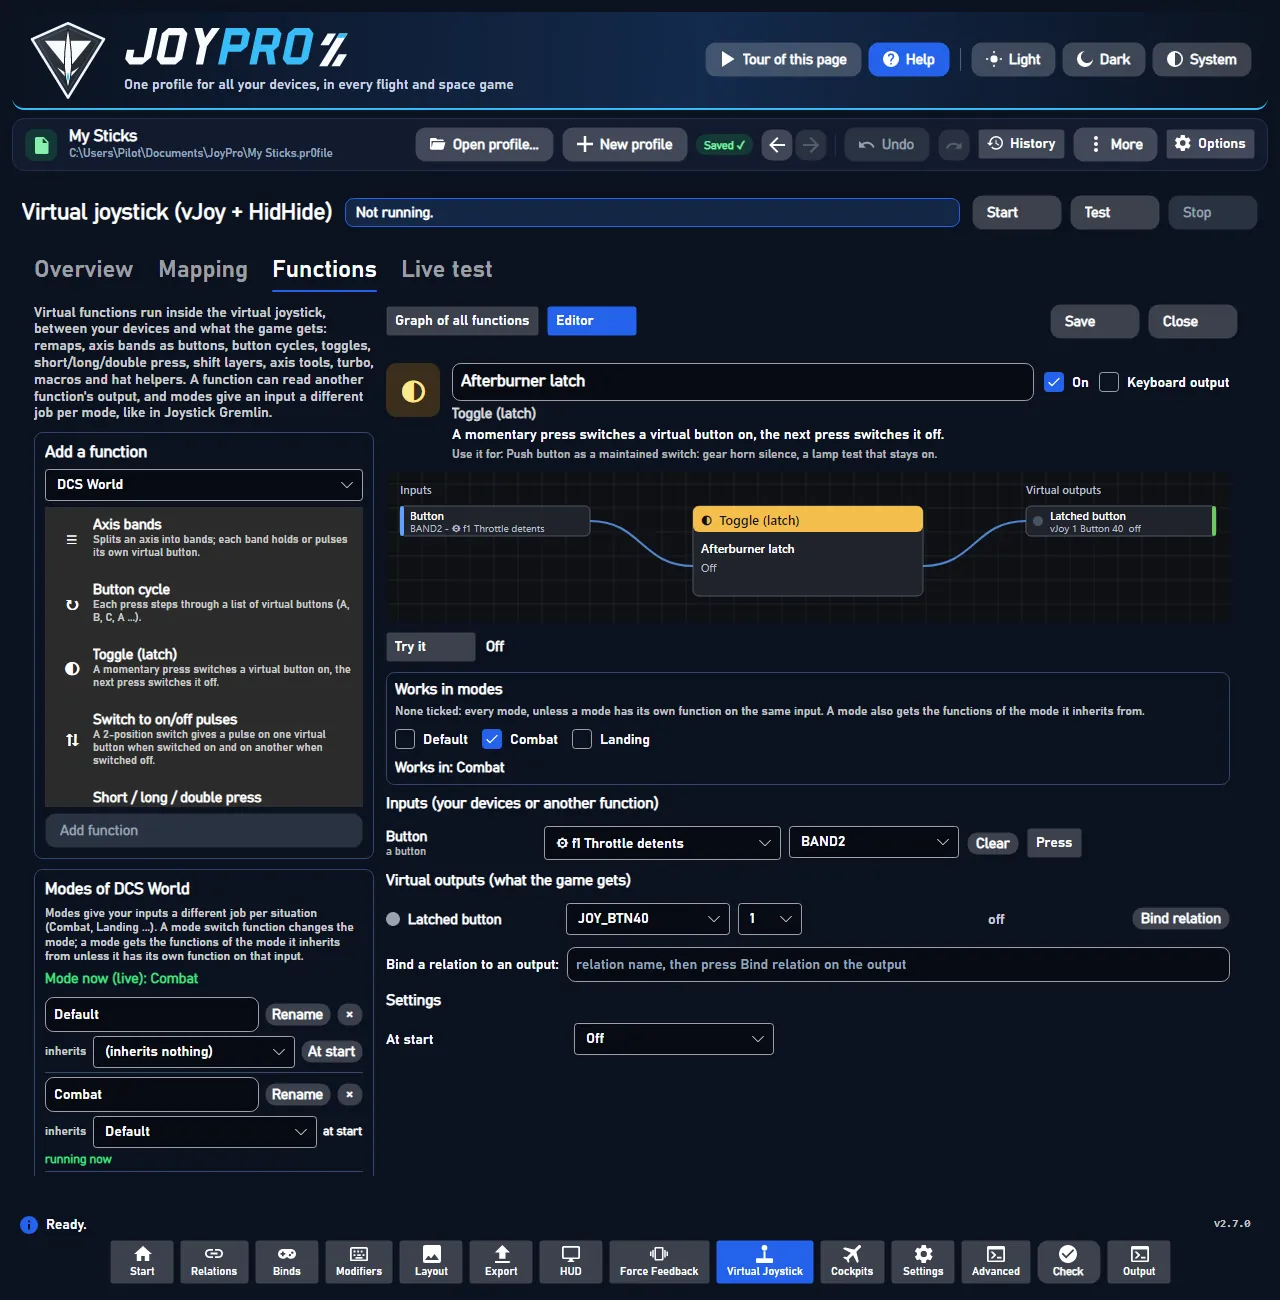 JOYPRO
One profile for all your devices, in every flight and space game
Tour of this page
Help
Light
Dark
System
My Sticks
C:\Users\Pilot\Documents\JoyPro\My Sticks.pr0file
Open profile...
New profile
Saved ✓
Undo
History
More
Options
Virtual joystick (vJoy + HidHide)
Not running.
Start
Test
Stop
Overview
Mapping
Functions
Live test
Virtual functions run inside the virtual joystick,
between your devices and what the game gets:
remaps, axis bands as buttons, button cycles, toggles,
short/long/double press, shift layers, axis tools, turbo,
macros and hat helpers. A function can read another
function's output, and modes give an input a different
job per mode, like in Joystick Gremlin.
Add a function
DCS World
Axis bands
Splits an axis into bands; each band holds or pulses
its own virtual button.
Button cycle
Each press steps through a list of virtual buttons (A,
B, C, A ...).
Toggle (latch)
A momentary press switches a virtual button on, the
next press switches it off.
Switch to on/off pulses
A 2-position switch gives a pulse on one virtual
button when switched on and on another when
switched off.
Short / long / double press
Add function
Modes of DCS World
Modes give your inputs a different job per situation
(Combat, Landing ...). A mode switch function changes the
mode; a mode gets the functions of the mode it inherits
from unless it has its own function on that input.
Mode now (live): Combat
Default
Rename
×
inherits
(inherits nothing)
At start
Combat
Rename
×
inherits
Default
at start
running now
Graph of all functions
Editor
Save
Close
Afterburner latch
On
Keyboard output
Toggle (latch)
A momentary press switches a virtual button on, the next press switches it off.
Use it for: Push button as a maintained switch: gear horn silence, a lamp test that stays on.
Inputs
Virtual outputs
Button
BAND2 - ⚙ f1 Throttle detents
Toggle (latch)
Afterburner latch
Off
Latched button
vJoy 1 Button 40 off
Try it
Off
Works in modes
None ticked: every mode, unless a mode has its own function on the same input. A mode also gets the functions of the mode it inherits from.
Default
Combat
Landing
Works in: Combat
Inputs (your devices or another function)
Button
a button
⚙ f1 Throttle detents
BAND2
Clear
Press
Virtual outputs (what the game gets)
Latched button
JOY_BTN40
1
off
Bind relation
Bind a relation to an output:
relation name, then press Bind relation on the output
Settings
At start
Off
Ready.
v2.7.0
Start
Relations
Binds
Modifiers
Layout
Export
HUD
Force Feedback
Virtual Joystick
Cockpits
Settings
Advanced
Check
Output